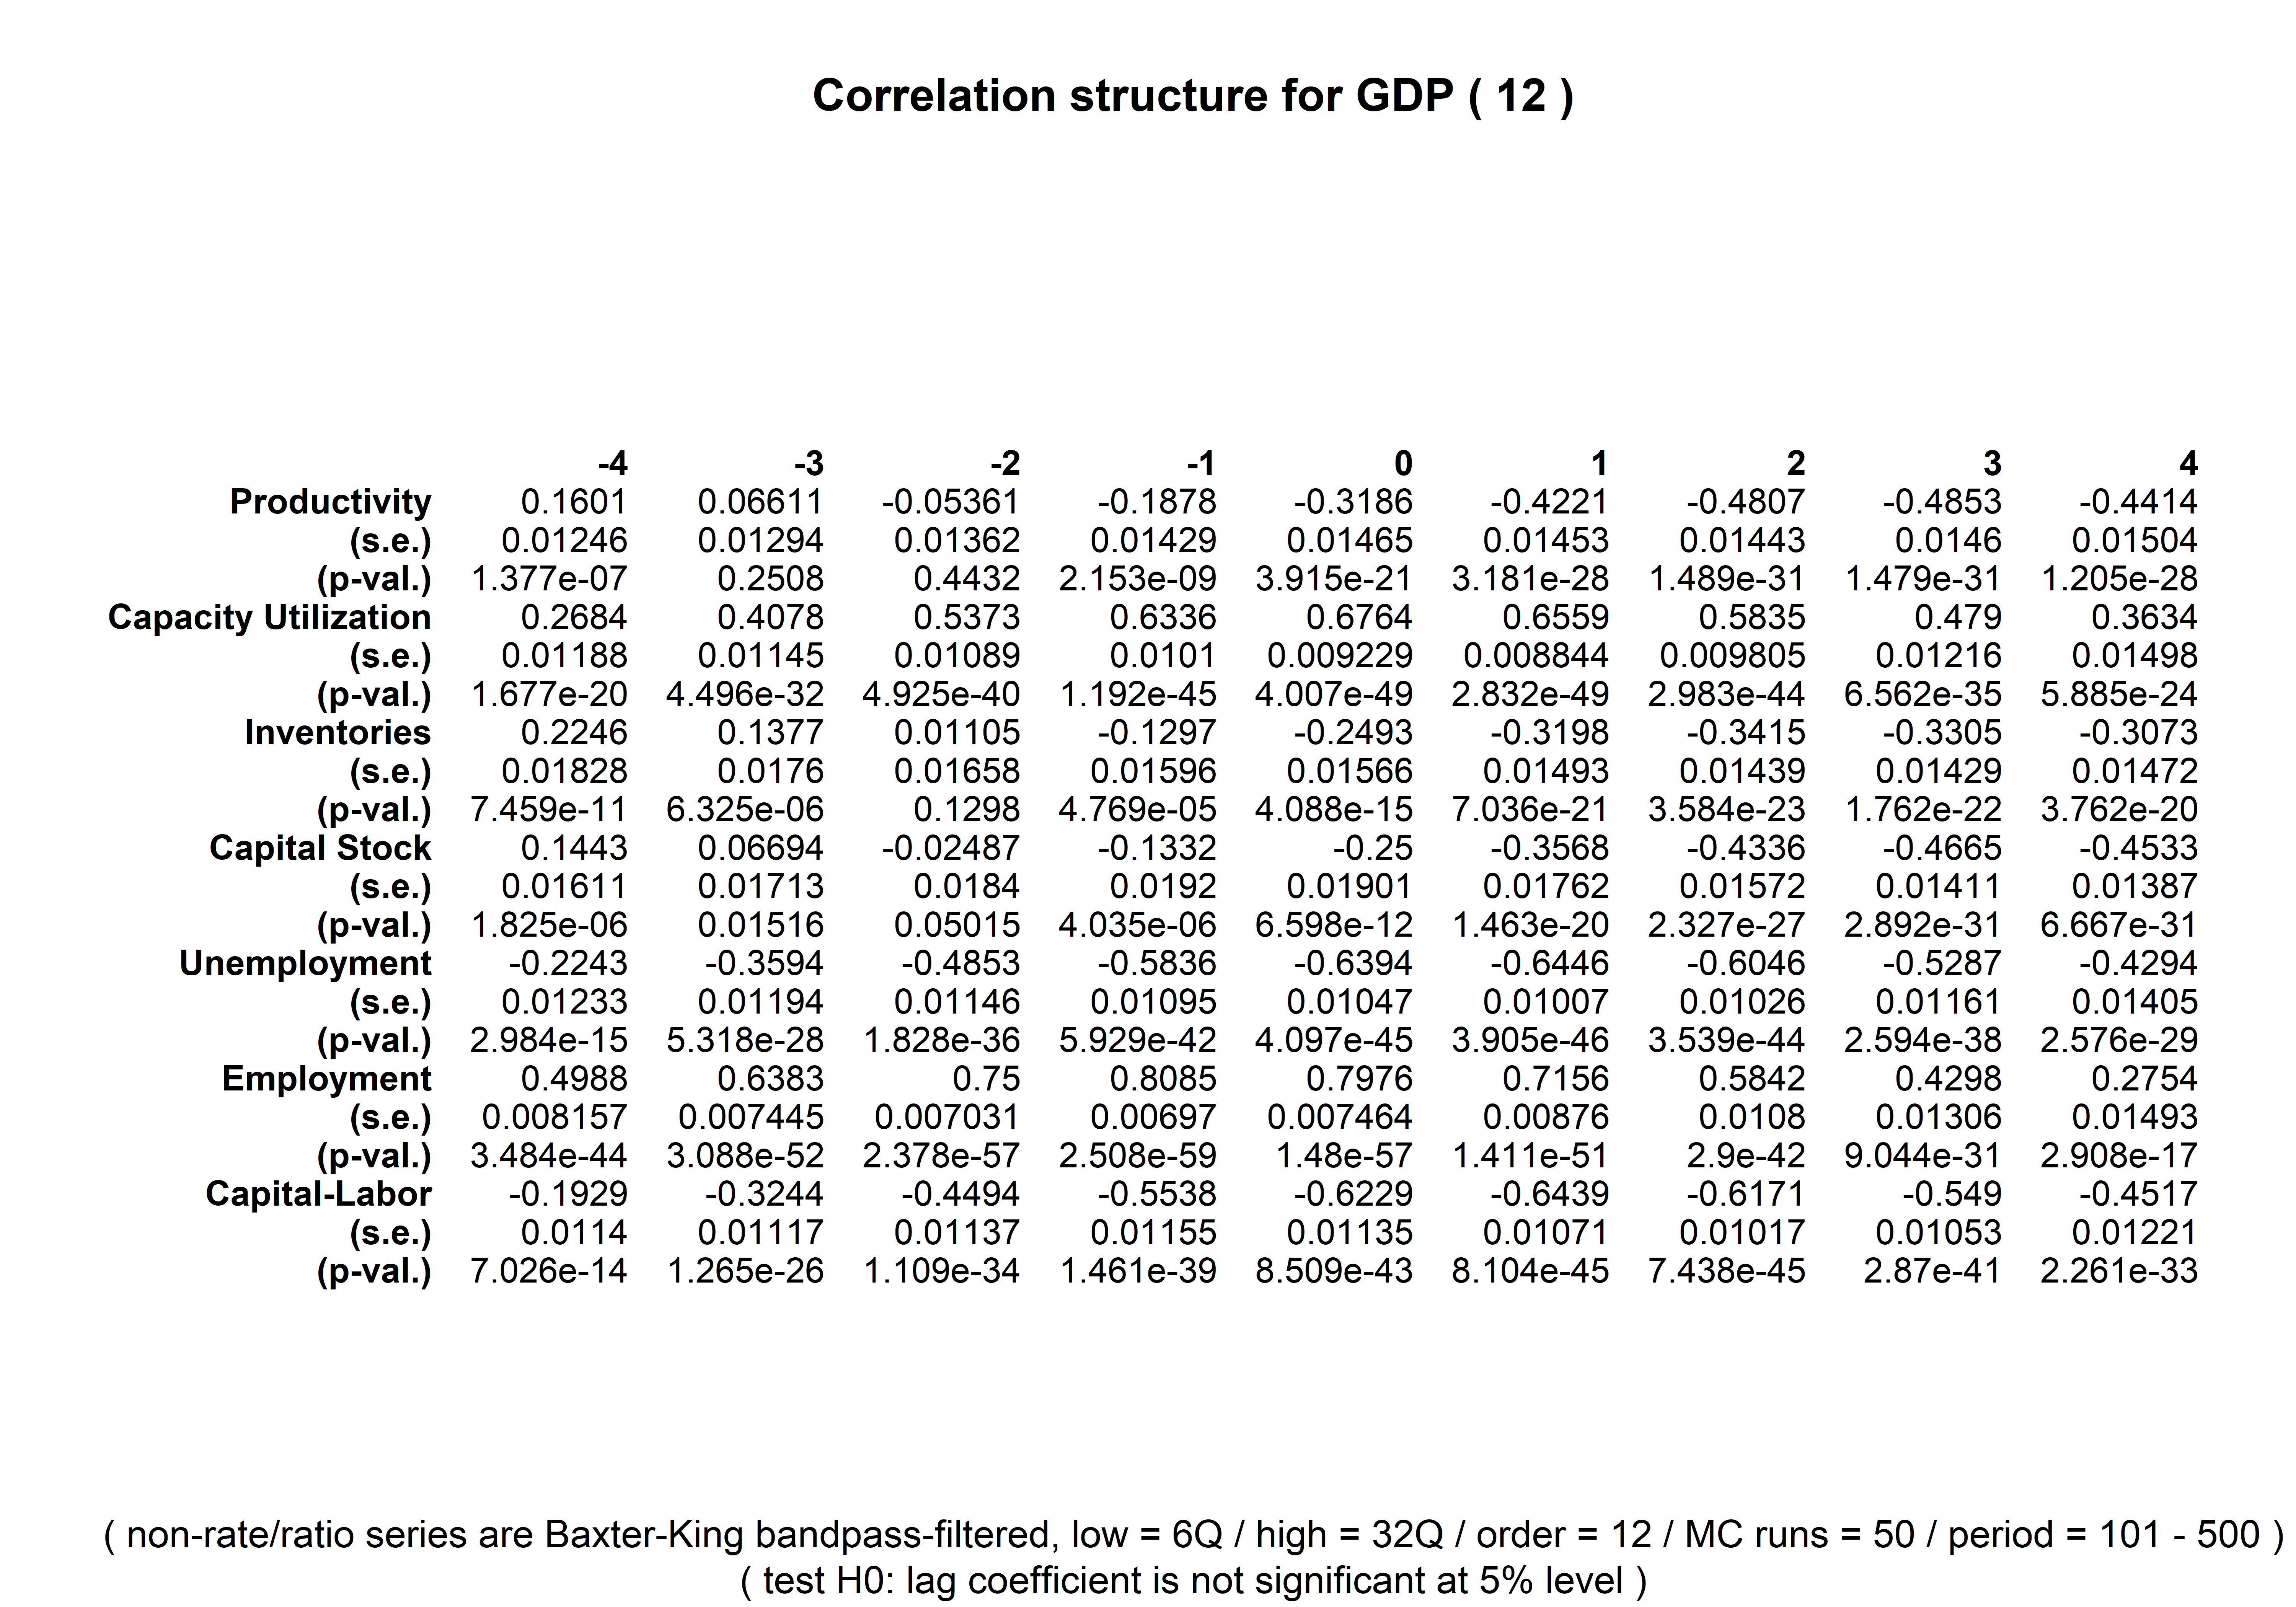 Correlation structure for GDP ( 12 )
-4 -3 -2 -1 0 1 2 3 4
Productivity 0.1601 0.06611 -0.05361 -0.1878 -0.3186 -0.4221 -0.4807 -0.4853 -0.4414
(s.e.) 0.01246 0.01294 0.01362 0.01429 0.01465 0.01453 0.01443 0.0146 0.01504
(p-val.) 1.377e-07 0.2508 0.4432 2.153e-09 3.915e-21 3.181e-28 1.489e-31 1.479e-31 1.205e-28
Capacity Utilization 0.2684 0.4078 0.5373 0.6336 0.6764 0.6559 0.5835 0.479 0.3634
(s.e.) 0.01188 0.01145 0.01089 0.0101 0.009229 0.008844 0.009805 0.01216 0.01498
(p-val.) 1.677e-20 4.496e-32 4.925e-40 1.192e-45 4.007e-49 2.832e-49 2.983e-44 6.562e-35 5.885e-24
Inventories 0.2246 0.1377 0.01105 -0.1297 -0.2493 -0.3198 -0.3415 -0.3305 -0.3073
(s.e.) 0.01828 0.0176 0.01658 0.01596 0.01566 0.01493 0.01439 0.01429 0.01472
(p-val.) 7.459e-11 6.325e-06 0.1298 4.769e-05 4.088e-15 7.036e-21 3.584e-23 1.762e-22 3.762e-20
Capital Stock 0.1443 0.06694 -0.02487 -0.1332 -0.25 -0.3568 -0.4336 -0.4665 -0.4533
(s.e.) 0.01611 0.01713 0.0184 0.0192 0.01901 0.01762 0.01572 0.01411 0.01387
(p-val.) 1.825e-06 0.01516 0.05015 4.035e-06 6.598e-12 1.463e-20 2.327e-27 2.892e-31 6.667e-31
Unemployment -0.2243 -0.3594 -0.4853 -0.5836 -0.6394 -0.6446 -0.6046 -0.5287 -0.4294
(s.e.) 0.01233 0.01194 0.01146 0.01095 0.01047 0.01007 0.01026 0.01161 0.01405
(p-val.) 2.984e-15 5.318e-28 1.828e-36 5.929e-42 4.097e-45 3.905e-46 3.539e-44 2.594e-38 2.576e-29
Employment 0.4988 0.6383 0.75 0.8085 0.7976 0.7156 0.5842 0.4298 0.2754
(s.e.) 0.008157 0.007445 0.007031 0.00697 0.007464 0.00876 0.0108 0.01306 0.01493
(p-val.) 3.484e-44 3.088e-52 2.378e-57 2.508e-59 1.48e-57 1.411e-51 2.9e-42 9.044e-31 2.908e-17
Capital-Labor -0.1929 -0.3244 -0.4494 -0.5538 -0.6229 -0.6439 -0.6171 -0.549 -0.4517
(s.e.) 0.0114 0.01117 0.01137 0.01155 0.01135 0.01071 0.01017 0.01053 0.01221
(p-val.) 7.026e-14 1.265e-26 1.109e-34 1.461e-39 8.509e-43 8.104e-45 7.438e-45 2.87e-41 2.261e-33
( non-rate/ratio series are Baxter-King bandpass-filtered, low = 6Q / high = 32Q / order = 12 / MC runs = 50 / period = 101 - 500 )
( test H0: lag coefficient is not significant at 5% level )